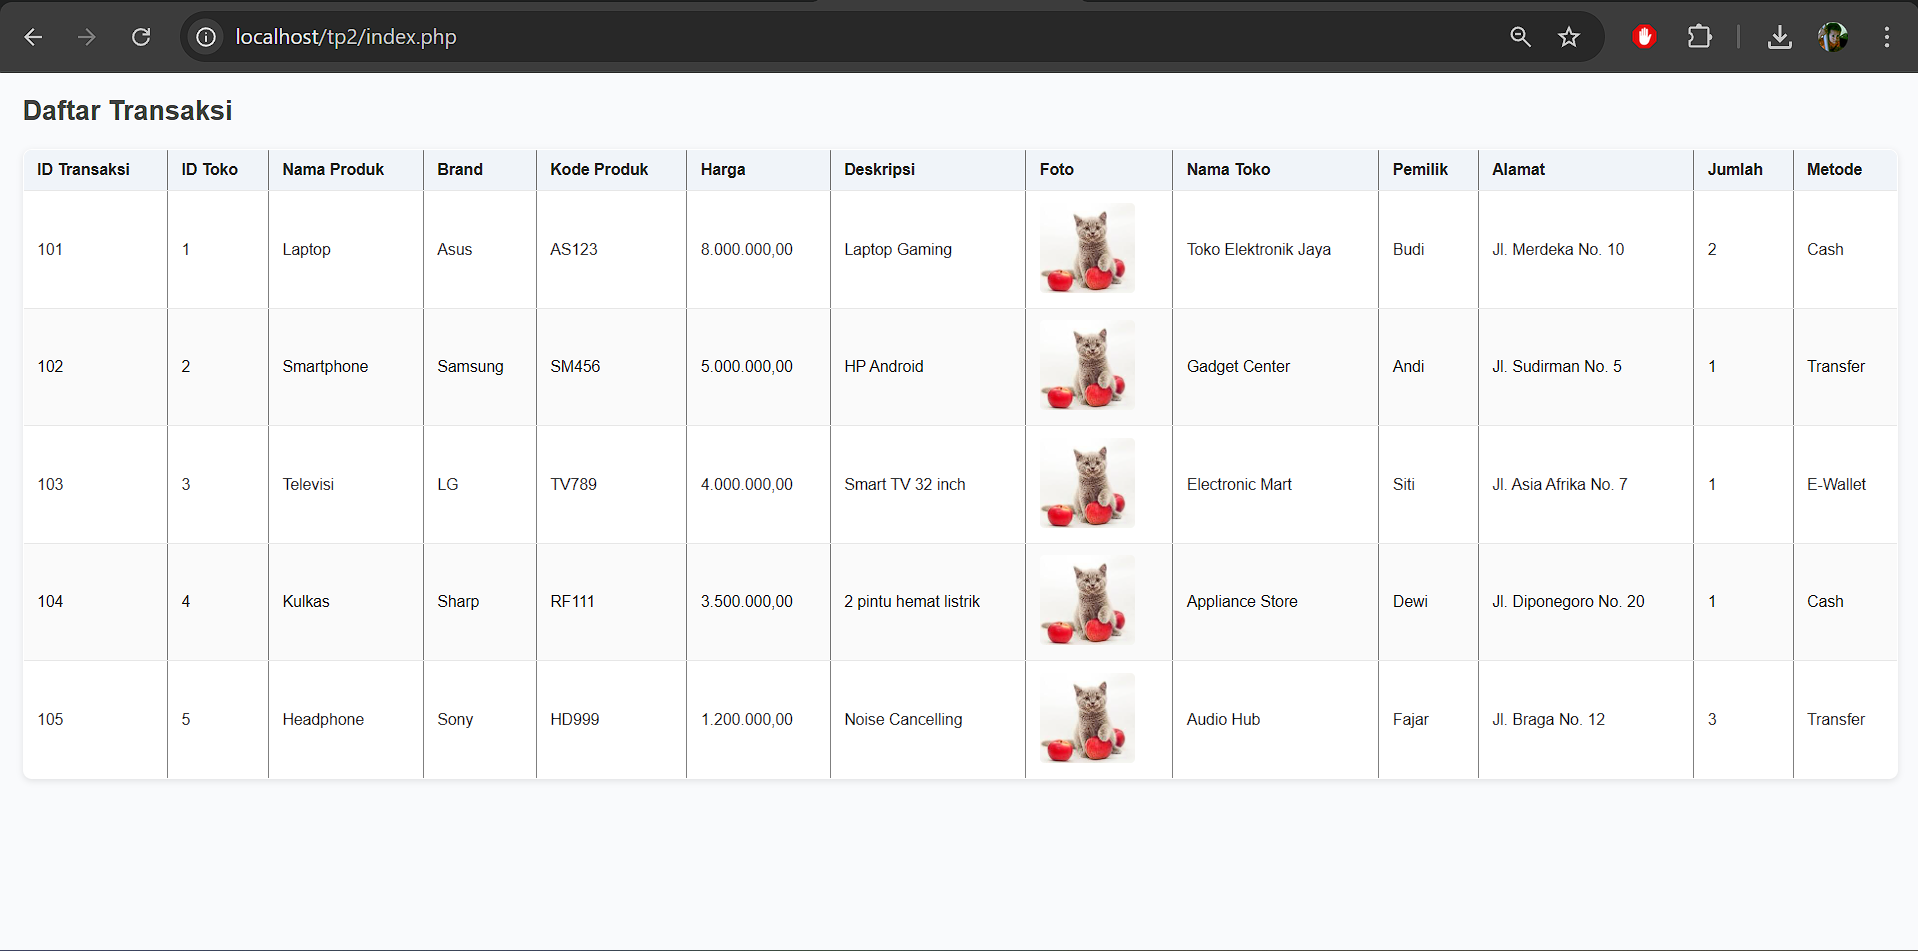 localhost/tp2/index.php
Daftar Transaksi
ID Transaksi ID Toko Nama Produk Brand Kode Produk Harga Deskripsi Foto Nama Toko Pemilik Alamat Jumlah Metode
101 1 Laptop Asus AS123 8.000.000,00 Laptop Gaming Toko Elektronik Jaya Budi Jl. Merdeka No. 10 2 Cash
102 2 Smartphone Samsung SM456 5.000.000,00 HP Android Gadget Center Andi Jl. Sudirman No. 5 1 Transfer
103 3 Televisi LG TV789 4.000.000,00 Smart TV 32 inch Electronic Mart Siti Jl. Asia Afrika No. 7 1 E-Wallet
104 4 Kulkas Sharp RF111 3.500.000,00 2 pintu hemat listrik Appliance Store Dewi Jl. Diponegoro No. 20 1 Cash
105 5 Headphone Sony HD999 1.200.000,00 Noise Cancelling Audio Hub Fajar Jl. Braga No. 12 3 Transfer